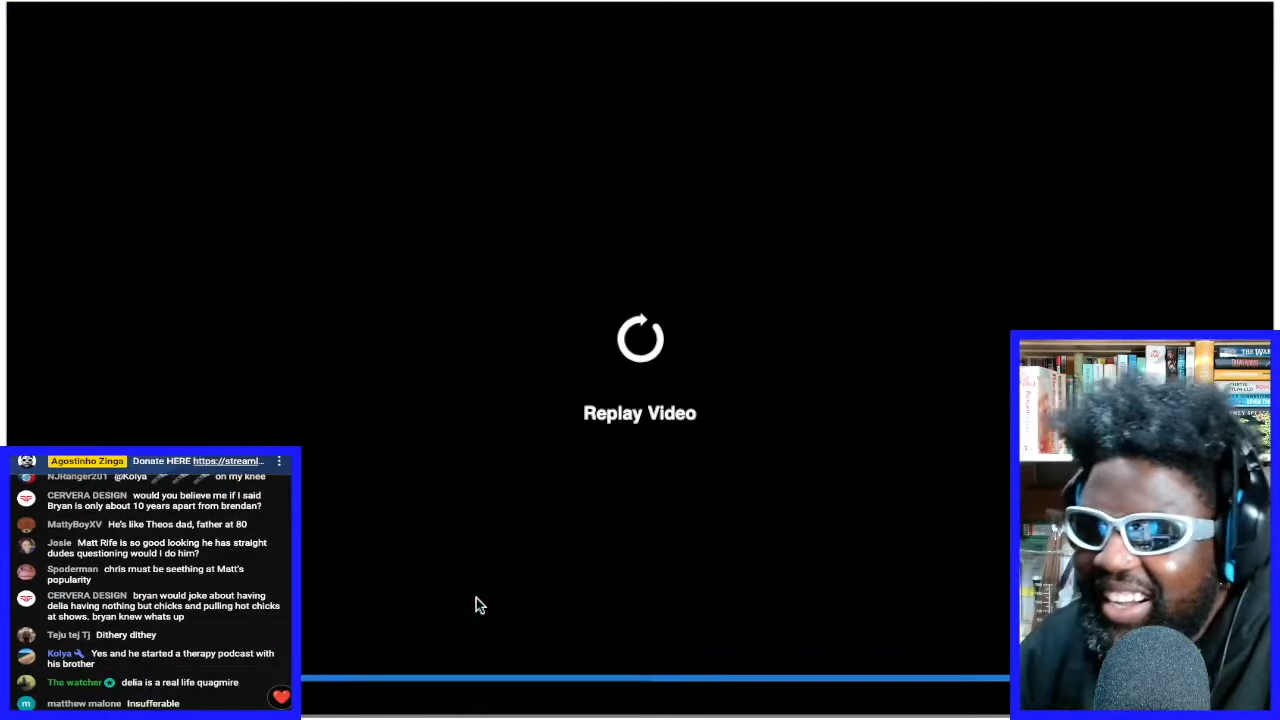 Replay Video
Agostinho Zinga Donate HERE https://streaml...
NJRanger201 @Kolya on my knee
CERVERA DESIGN would you believe me if I said
Bryan is only about 10 years apart from brendan?
MattyBoyXV He's like Theos dad, father at 80
Josie Matt Rife is so good looking he has straight
dudes questioning would I do him?
Spoderman chris must be seething at Matt's
popularity
CERVERA DESIGN bryan would joke about having
delia having nothing but chicks and pulling hot chicks
at shows. bryan knew whats up
Teju tej Tj Dithery dithey
Kolya Yes and he started a therapy podcast with
his brother
The watcher delia is a real life quagmire
matthew malone Insufferable
THE WAR